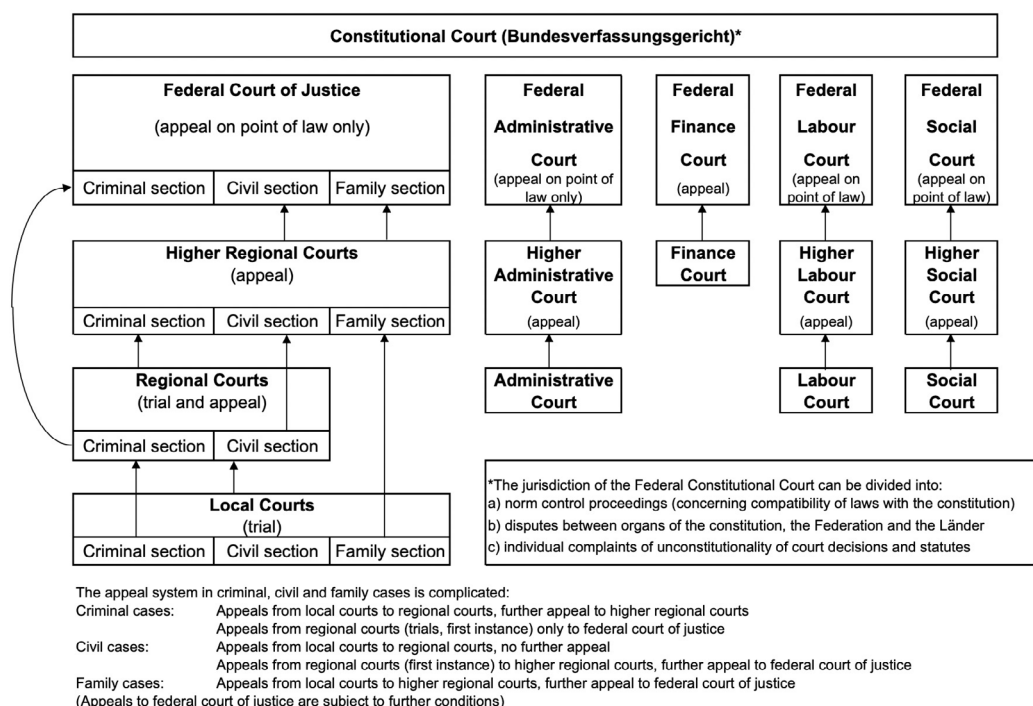 Constitutional Court (Bundesverfassungsgericht)*
Federal Court of Justice
(appeal on point of law only)
Criminal section
Civil section
Family section
Federal
Administrative
Court
(appeal on point of
law only)
Federal
Finance
Court
(appeal)
Federal
Labour
Court
(appeal on
point of law)
Federal
Social
Court
(appeal on
point of law)
Higher Regional Courts
(appeal)
Criminal section
Civil section
Family section
Higher
Administrative
Court
(appeal)
Finance
Court
Higher
Labour
Court
(appeal)
Higher
Social
Court
(appeal)
Regional Courts
(trial and appeal)
Criminal section
Civil section
Administrative
Court
Labour
Court
Social
Court
Local Courts
(trial)
Criminal section
Civil section
Family section
*The jurisdiction of the Federal Constitutional Court can be divided into:
a) norm control proceedings (concerning compatibility of laws with the constitution)
b) disputes between organs of the constitution, the Federation and the Länder
c) individual complaints of unconstitutionality of court decisions and statutes
The appeal system in criminal, civil and family cases is complicated:
Criminal cases: Appeals from local courts to regional courts, further appeal to higher regional courts
Appeals from regional courts (trials, first instance) only to federal court of justice
Civil cases: Appeals from local courts to regional courts, no further appeal
Appeals from regional courts (first instance) to higher regional courts, further appeal to federal court of justice
Family cases: Appeals from local courts to higher regional courts, further appeal to federal court of justice
(Appeals to federal court of justice are subject to further conditions)